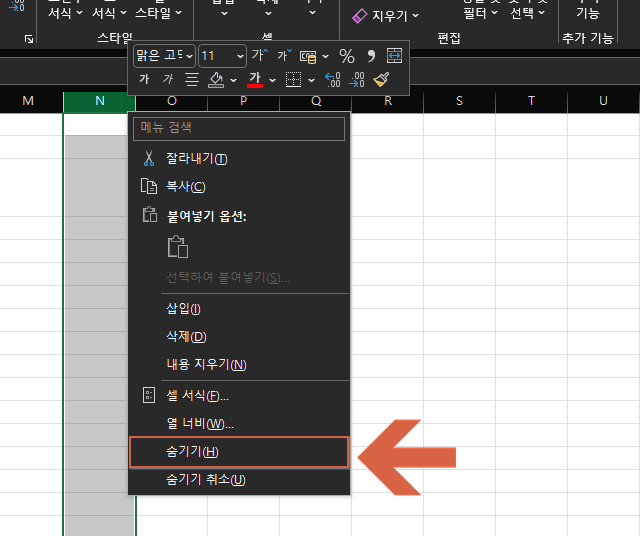 서식 서식 스타일 지우기 필터 선택 기능
스타일 셀 편집 추가 기능
맑은 고딕 11 가 가 % 9
가 가 가 .00
M N O P Q R S T U
메뉴 검색
잘라내기(T)
복사(C)
붙여넣기 옵션:
선택하여 붙여넣기(S)...
삽입(I)
삭제(D)
내용 지우기(N)
셀 서식(F)...
열 너비(W)...
숨기기(H)
숨기기 취소(U)